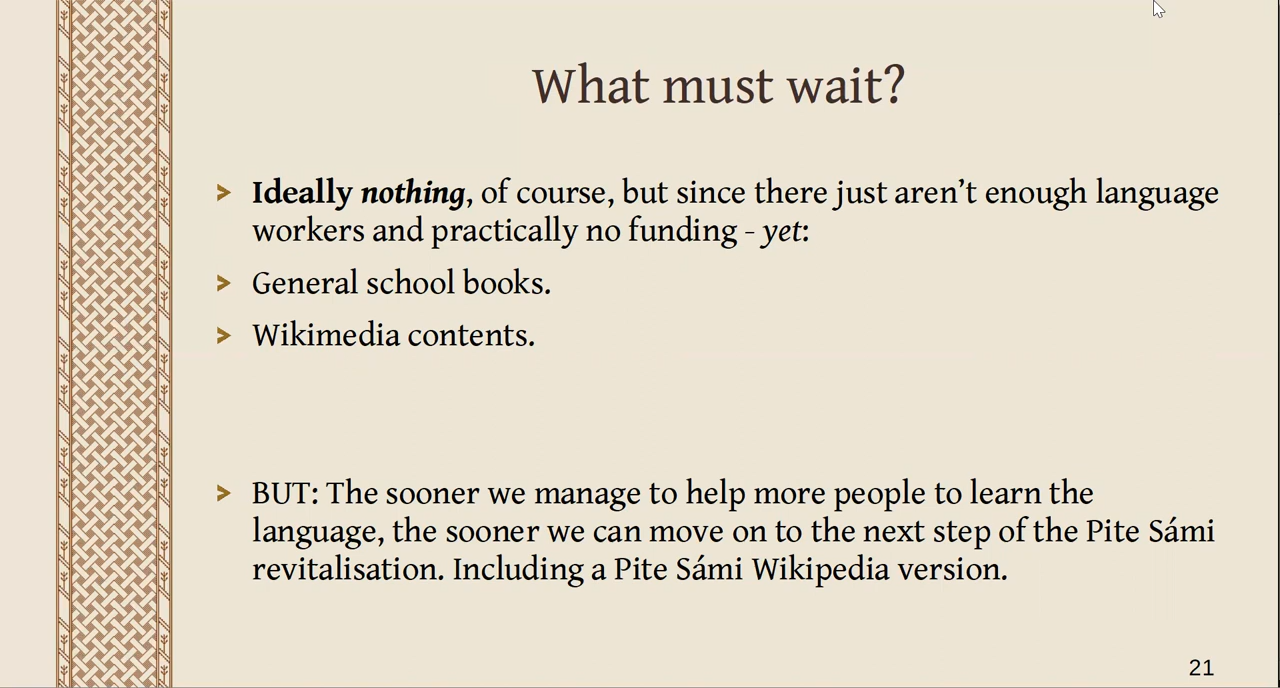 What must wait?
Ideally nothing, of course, but since there just aren’t enough language
workers and practically no funding - yet:
General school books.
Wikimedia contents.
BUT: The sooner we manage to help more people to learn the
language, the sooner we can move on to the next step of the Pite Sámi
revitalisation. Including a Pite Sámi Wikipedia version.
21